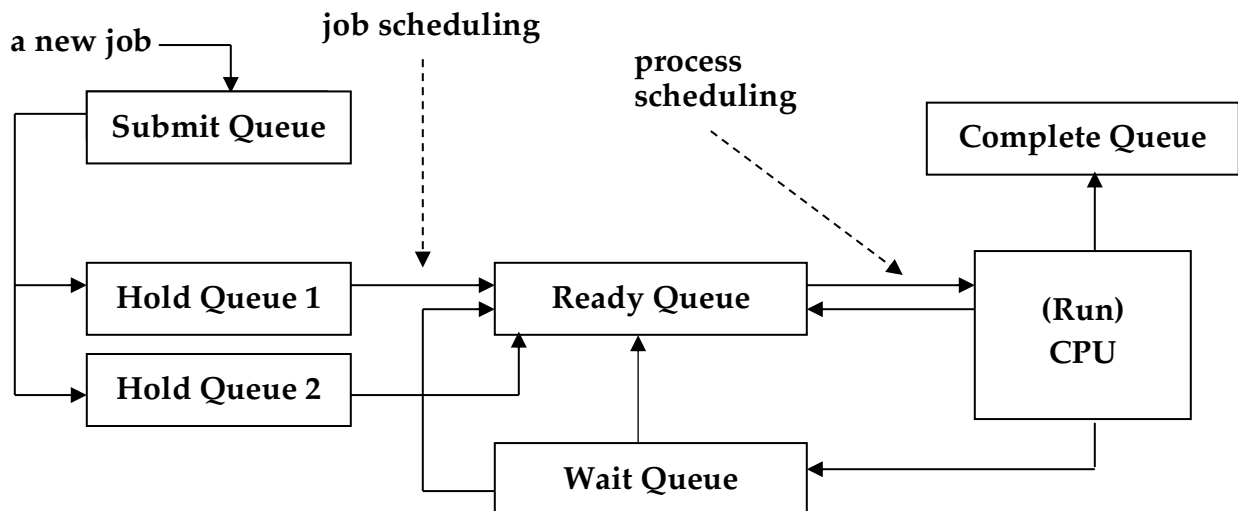 a new job
job scheduling
process
scheduling
Submit Queue
Complete Queue
Hold Queue 1
Ready Queue
(Run)
CPU
Hold Queue 2
Wait Queue